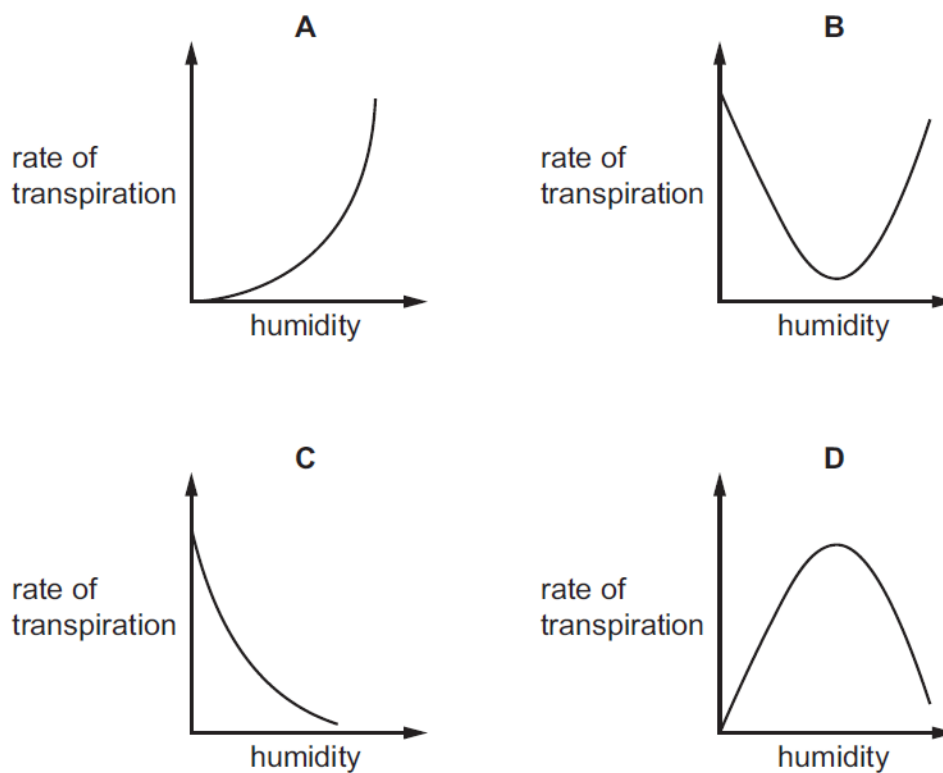 A
rate of
transpiration
humidity
B
rate of
transpiration
humidity
C
rate of
transpiration
humidity
D
rate of
transpiration
humidity